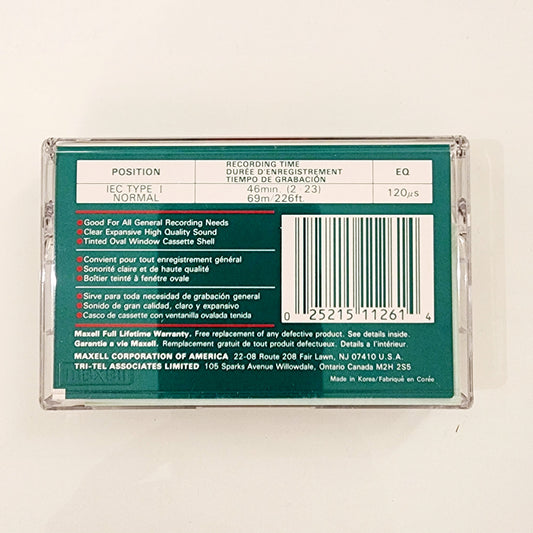 POSITION
RECORDING TIME
DURÉE D'ENREGISTREMENT
TIEMPO DE GRABACIÓN
EQ
IEC TYPE I
NORMAL
46min. (2 23)
69m/226ft.
120µs
Good For All General Recording Needs
Clear Expansive High Quality Sound
Tinted Oval Window Cassette Shell
Convient pour tout enregistrement général
Sonorité claire et de haute qualité
Boîtier teinté à fenêtre ovale
Sirve para toda necesidad de grabación general
Sonido de gran calidad, claro y expansivo
Casco de cassette con ventanilla ovalada tenida
0 25215 11261 4
Maxell Full Lifetime Warranty. Free replacement of any defective product. See details inside.
Garantie a vie Maxell. Remplacement gratuit de tout produit defectueux. Details a l'intérieur.
MAXELL CORPORATION OF AMERICA 22-08 Route 208 Fair Lawn, NJ 07410 U.S.A.
TRI-TEL ASSOCIATES LIMITED 105 Sparks Avenue Willowdale, Ontario Canada M2H 2S5
maxell
Made in Korea/Fabriqué en Corée